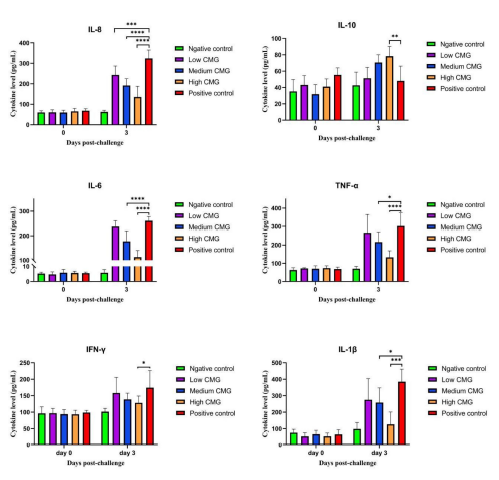 IL-8
***
****
****
Cytokine level (pg/mL)
400
300
200
100
0
0
3
Days post-challenge
Ngative control
Low CMG
Medium CMG
High CMG
Positive control
IL-10
**
Cytokine level (pg/mL)
100
80
60
40
20
0
0
3
Days post-challenge
Ngative control
Low CMG
Medium CMG
High CMG
Positive control
IL-6
****
****
Cytokine level (pg/mL)
300
200
100
10
0
0
3
Days post-challenge
Ngative control
Low CMG
Medium CMG
High CMG
Positive control
TNF-α
*
****
Cytokine level (pg/mL)
400
300
200
100
0
0
3
Days post-challenge
Ngative control
Low CMG
Medium CMG
High CMG
Positive control
IFN-γ
*
Cytokine level (pg/mL)
250
200
150
100
50
0
day 0
day 3
Days post-challenge
Negative control
Low CMG
Medium CMG
High CMG
Positive control
IL-1β
*
***
Cytokine level (pg/mL)
500
400
300
200
100
0
day 0
day 3
Days post-challenge
Negative control
Low CMG
Medium CMG
High CMG
Positive control